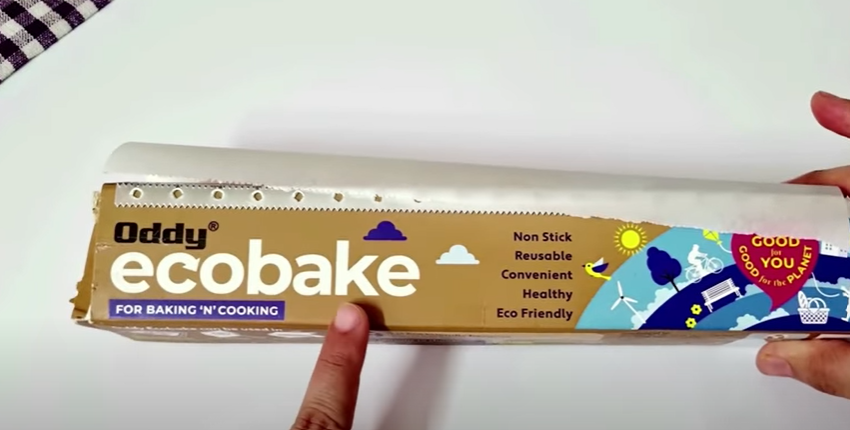 Oddy®
ecobake
FOR BAKING 'N' COOKING
Non Stick
Reusable
Convenient
Healthy
Eco Friendly
GOOD
for
YOU
GOOD for the PLANET